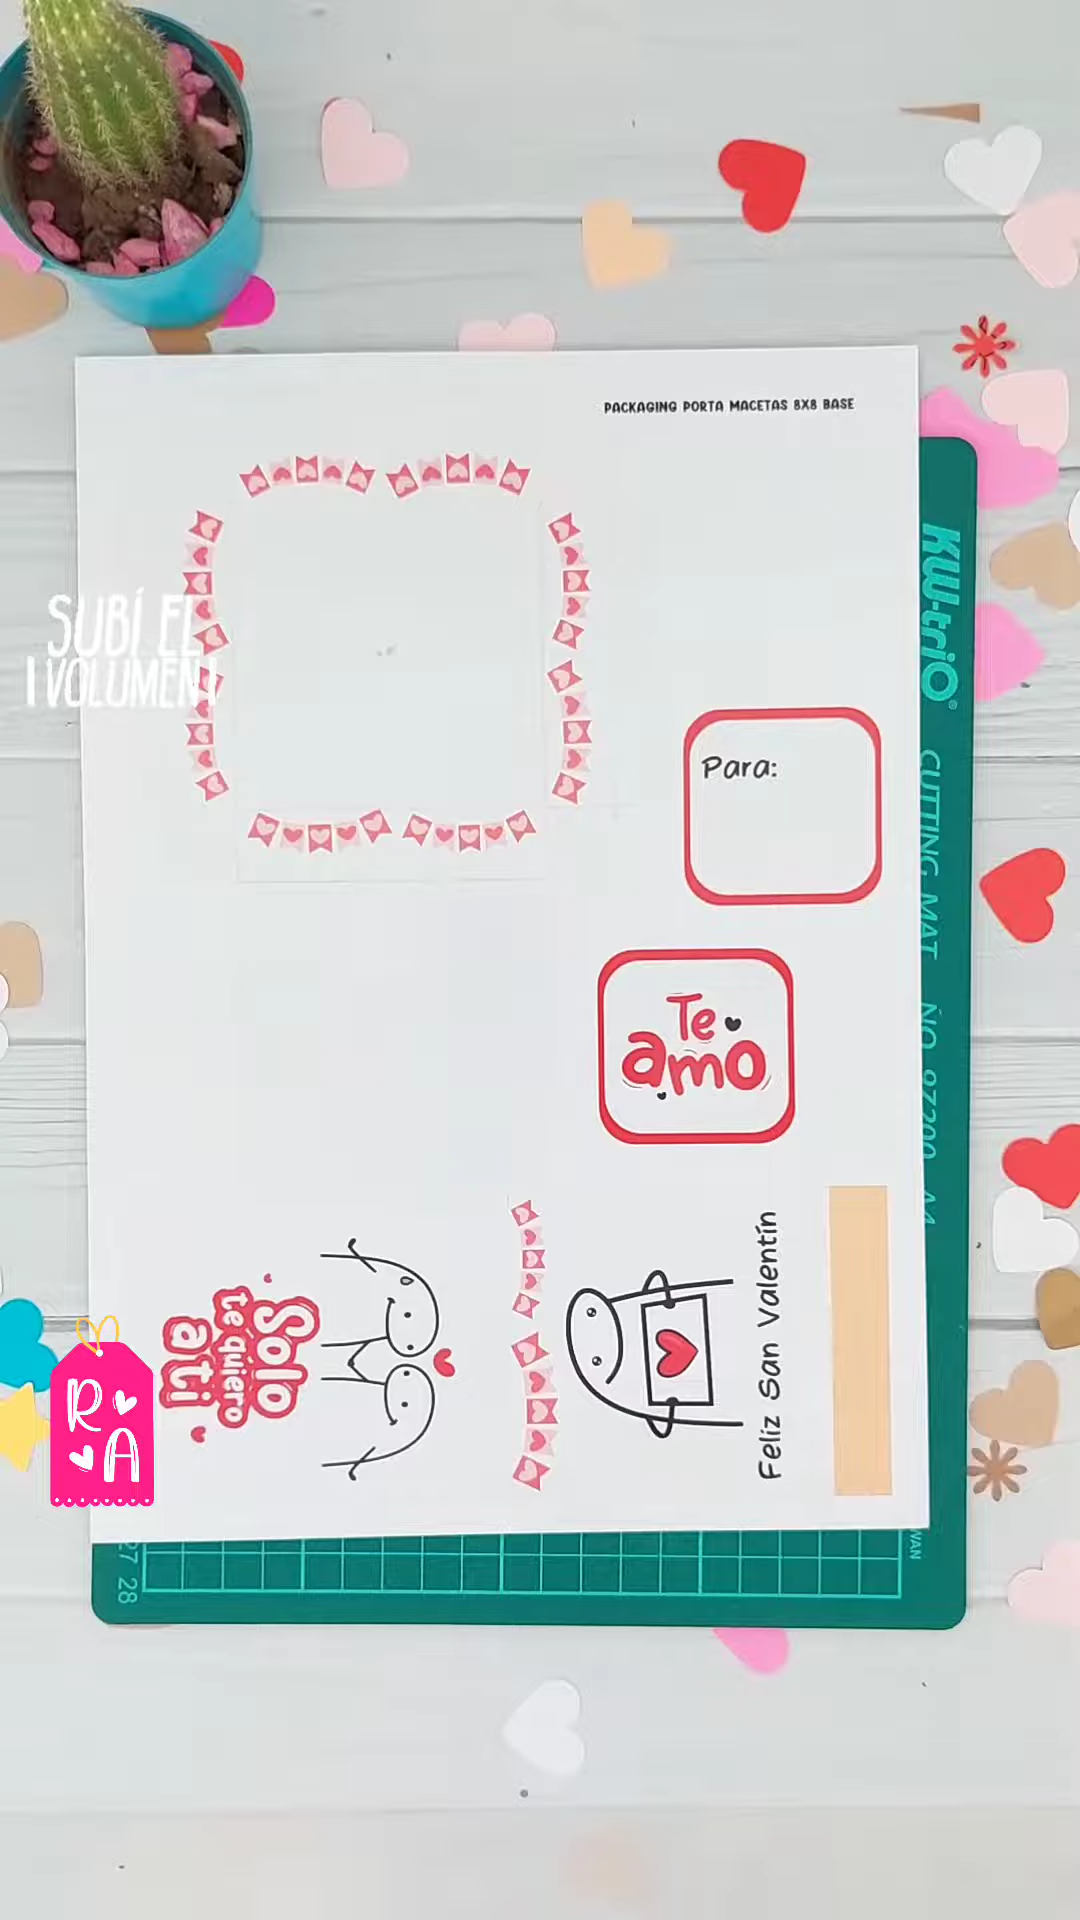 PACKAGING PORTA MACETAS 8X8 BASE
SUBÍ EL
¡VOLUMEN!
KW-triO®
CUTTING MAT
Para:
Te
amo
Solo
te quiero
a ti
Feliz San Valentín
R
A
27 28